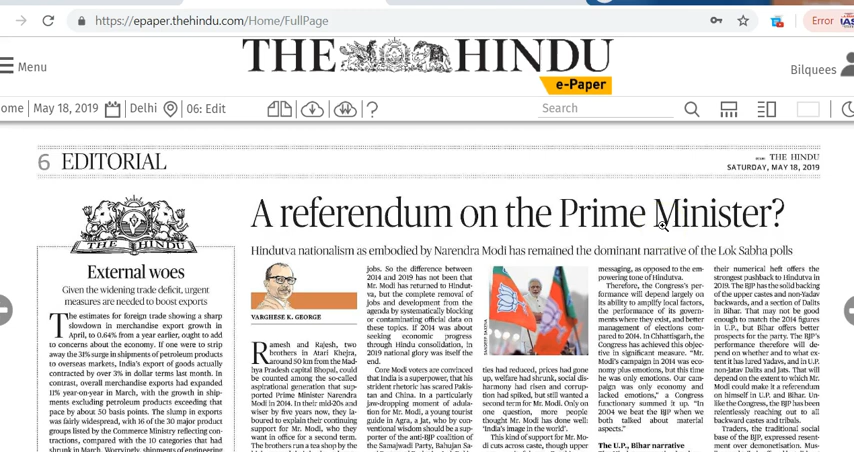 https://epaper.thehindu.com/Home/FullPage
Error
IAS
THE HINDU
e-Paper
Menu
Bilquees
ome | May 18, 2019 Delhi 06: Edit
Search
6 EDITORIAL
THE HINDU
SATURDAY, MAY 18, 2019
THE HINDU
External woes
Given the widening trade deficit, urgent
measures are needed to boost exports
The estimates for foreign trade showing a sharp
slowdown in merchandise export growth in
April, to 0.64% from a year earlier, ought to add
to concerns about the economy. If one were to strip
away the 31% surge in shipments of petroleum products
to overseas markets, India's export of goods actually
contracted by over 3% in dollar terms last month. In
contrast, overall merchandise exports had expanded
11% year-on-year in March, with the growth in ship-
ments excluding petroleum products exceeding that
pace by about 50 basis points. The slump in exports
was fairly widespread, with 16 of the 30 major product
groups listed by the Commerce Ministry reflecting con-
tractions, compared with the 10 categories that had
shrunk in March. Worryingly, shipments of engineering
A referendum on the Prime Minister?
Hindutva nationalism as embodied by Narendra Modi has remained the dominant narrative of the Lok Sabha polls
VARGHESE K. GEORGE
Ramesh and Rajesh, two
brothers in Atari Khejra,
around 50 km from the Mad-
hya Pradesh capital Bhopal, could
be counted among the so-called
aspirational generation that sup-
ported Prime Minister Narendra
Modi in 2014. In their mid-20s and
wiser by five years now, they la-
boured to explain their continuing
support for Mr. Modi, who they
want in office for a second term.
The brothers run a tea shop by the
jobs. So the difference between
2014 and 2019 has not been that
Mr. Modi has returned to Hindut-
va, but the complete removal of
jobs and development from the
agenda by systematically blocking
or contaminating official data on
these topics. If 2014 was about
seeking economic progress
through Hindu consolidation, in
2019 national glory was itself the
end.
Core Modi voters are convinced
that India is a superpower, that his
strident rhetoric has scared Pakis-
tan and China. In a particularly
jaw-dropping moment of adula-
tion for Mr. Modi, a young tourist
guide in Agra, a Jat, who by con-
ventional wisdom should be a sup-
porter of the anti-BJP coalition of
the Samajwadi Party, Bahujan
SANDEEP SAXENA
ties had reduced, prices had gone
up, welfare had shrunk, social dis-
harmony had risen and corrup-
tion had spiked, but still wanted a
second term for Mr. Modi. Only on
one question, more people
thought Mr. Modi has done well:
'India's image in the world'.
This kind of support for Mr. Mo-
di cuts across caste, though upper
messaging, as opposed to the em-
powering tone of Hindutva.
Therefore, the Congress's per-
formance will depend largely on
its ability to amplify local factors,
the performance of its govern-
ments where they exist, and better
management of elections com-
pared to 2014. In Chhattisgarh, the
Congress has achieved this objec-
tive in significant measure. "Mr.
Modi's campaign in 2014 was eco-
nomy plus emotions, but this time
he was only emotions. Our cam-
paign was only economy and
lacked emotions," a Congress
functionary summed it up. "In
2004 we beat the BJP when we
both talked about material
aspects."
The U.P., Bihar narrative
their numerical heft offers the
strongest pushback to Hindutva in
2019. The BJP has the solid backing
of the upper castes and non-Yadav
backwards, and a section of Dalits
in Bihar. That may not be good
enough to match the 2014 figures
in U.P., but Bihar offers better
prospects for the party. The BJP's
performance therefore will de-
pend on whether and to what ex-
tent it has lured Yadavs, and in U.P.
non-Jatav Dalits and Jats. That will
depend on the extent to which Mr.
Modi could make it a referendum
on himself in U.P. and Bihar. Un-
like the Congress, the BJP has been
relentlessly reaching out to all
backward castes and tribals.
Traders, the traditional social
base of the BJP, expressed resent-
ment over demonetisation. Mus-